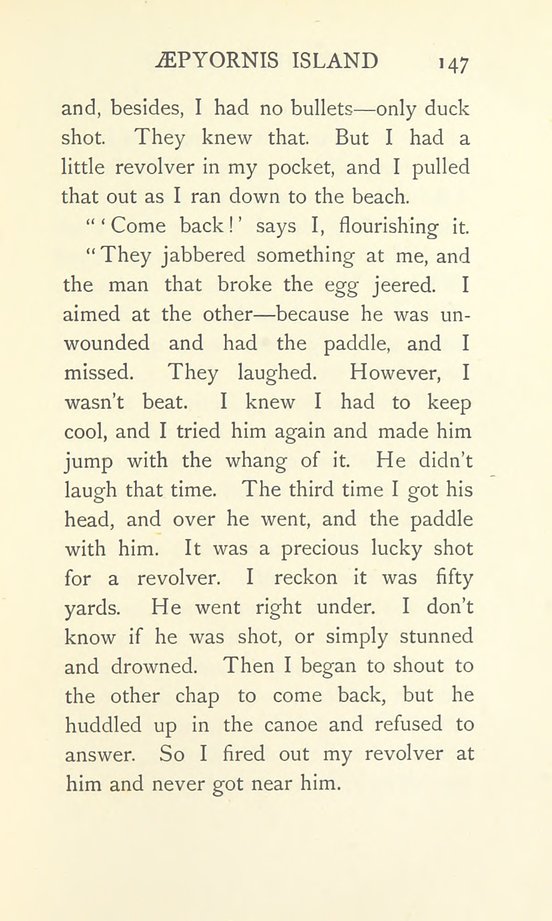 ÆPYORNIS ISLAND 147
and, besides, I had no bullets—only duck
shot. They knew that. But I had a
little revolver in my pocket, and I pulled
that out as I ran down to the beach.
“‘Come back!’ says I, flourishing it.
“They jabbered something at me, and
the man that broke the egg jeered. I
aimed at the other—because he was un-
wounded and had the paddle, and I
missed. They laughed. However, I
wasn’t beat. I knew I had to keep
cool, and I tried him again and made him
jump with the whang of it. He didn’t
laugh that time. The third time I got his
head, and over he went, and the paddle
with him. It was a precious lucky shot
for a revolver. I reckon it was fifty
yards. He went right under. I don’t
know if he was shot, or simply stunned
and drowned. Then I began to shout to
the other chap to come back, but he
huddled up in the canoe and refused to
answer. So I fired out my revolver at
him and never got near him.